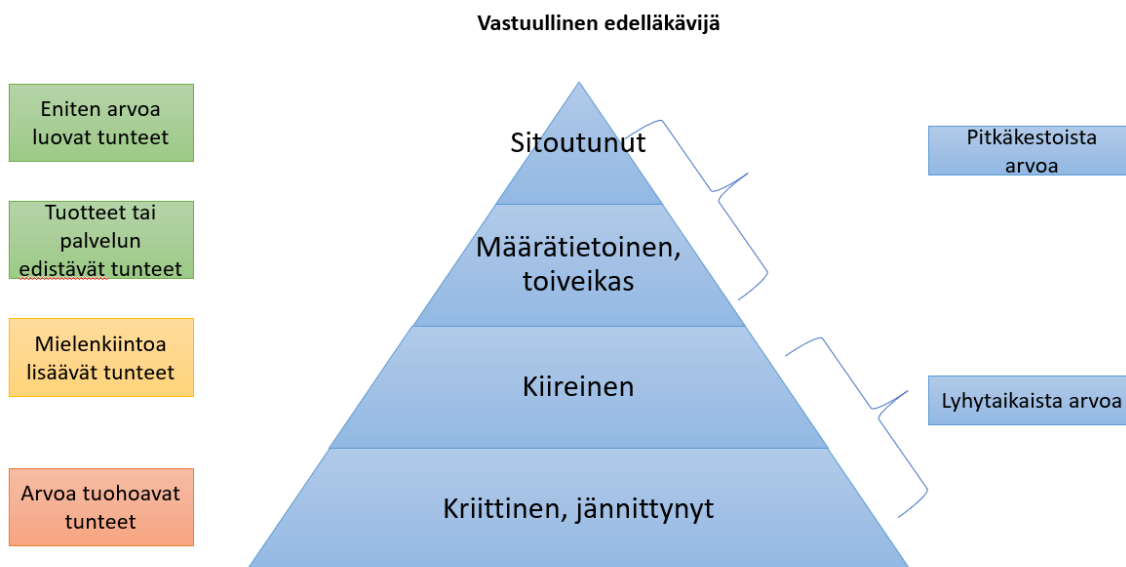 Vastuullinen edelläkävijä
Eniten arvoa
luovat tunteet
Sitoutunut
Pitkäkestoista
arvoa
Tuotteet tai
palvelun
edistävät tunteet
Määrätietoinen,
toiveikas
Mielenkiintoa
lisäävät tunteet
Kiireinen
Lyhytaikaista arvoa
Arvoa tuohoavat
tunteet
Kriittinen, jännittynyt